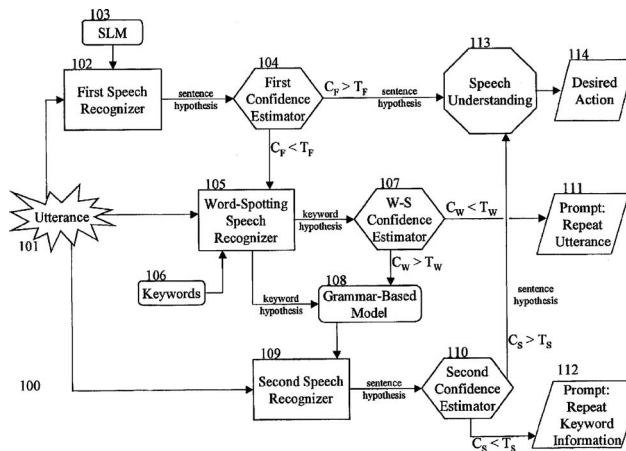 103
SLM
102
First Speech
Recognizer
sentence
hypothesis
104
First
Confidence
Estimator
C_F > T_F
sentence
hypothesis
113
Speech
Understanding
114
Desired
Action
C_F < T_F
105
Word-Spotting
Speech
Recognizer
Utterance
101
keyword
hypothesis
107
W-S
Confidence
Estimator
C_W < T_W
111
Prompt:
Repeat
Utterance
106
Keywords
keyword
hypothesis
C_W > T_W
108
Grammar-Based
Model
sentence
hypothesis
C_S > T_S
100
109
Second Speech
Recognizer
sentence
hypothesis
110
Second
Confidence
Estimator
C_S < T_S
112
Prompt:
Repeat
Keyword
Information